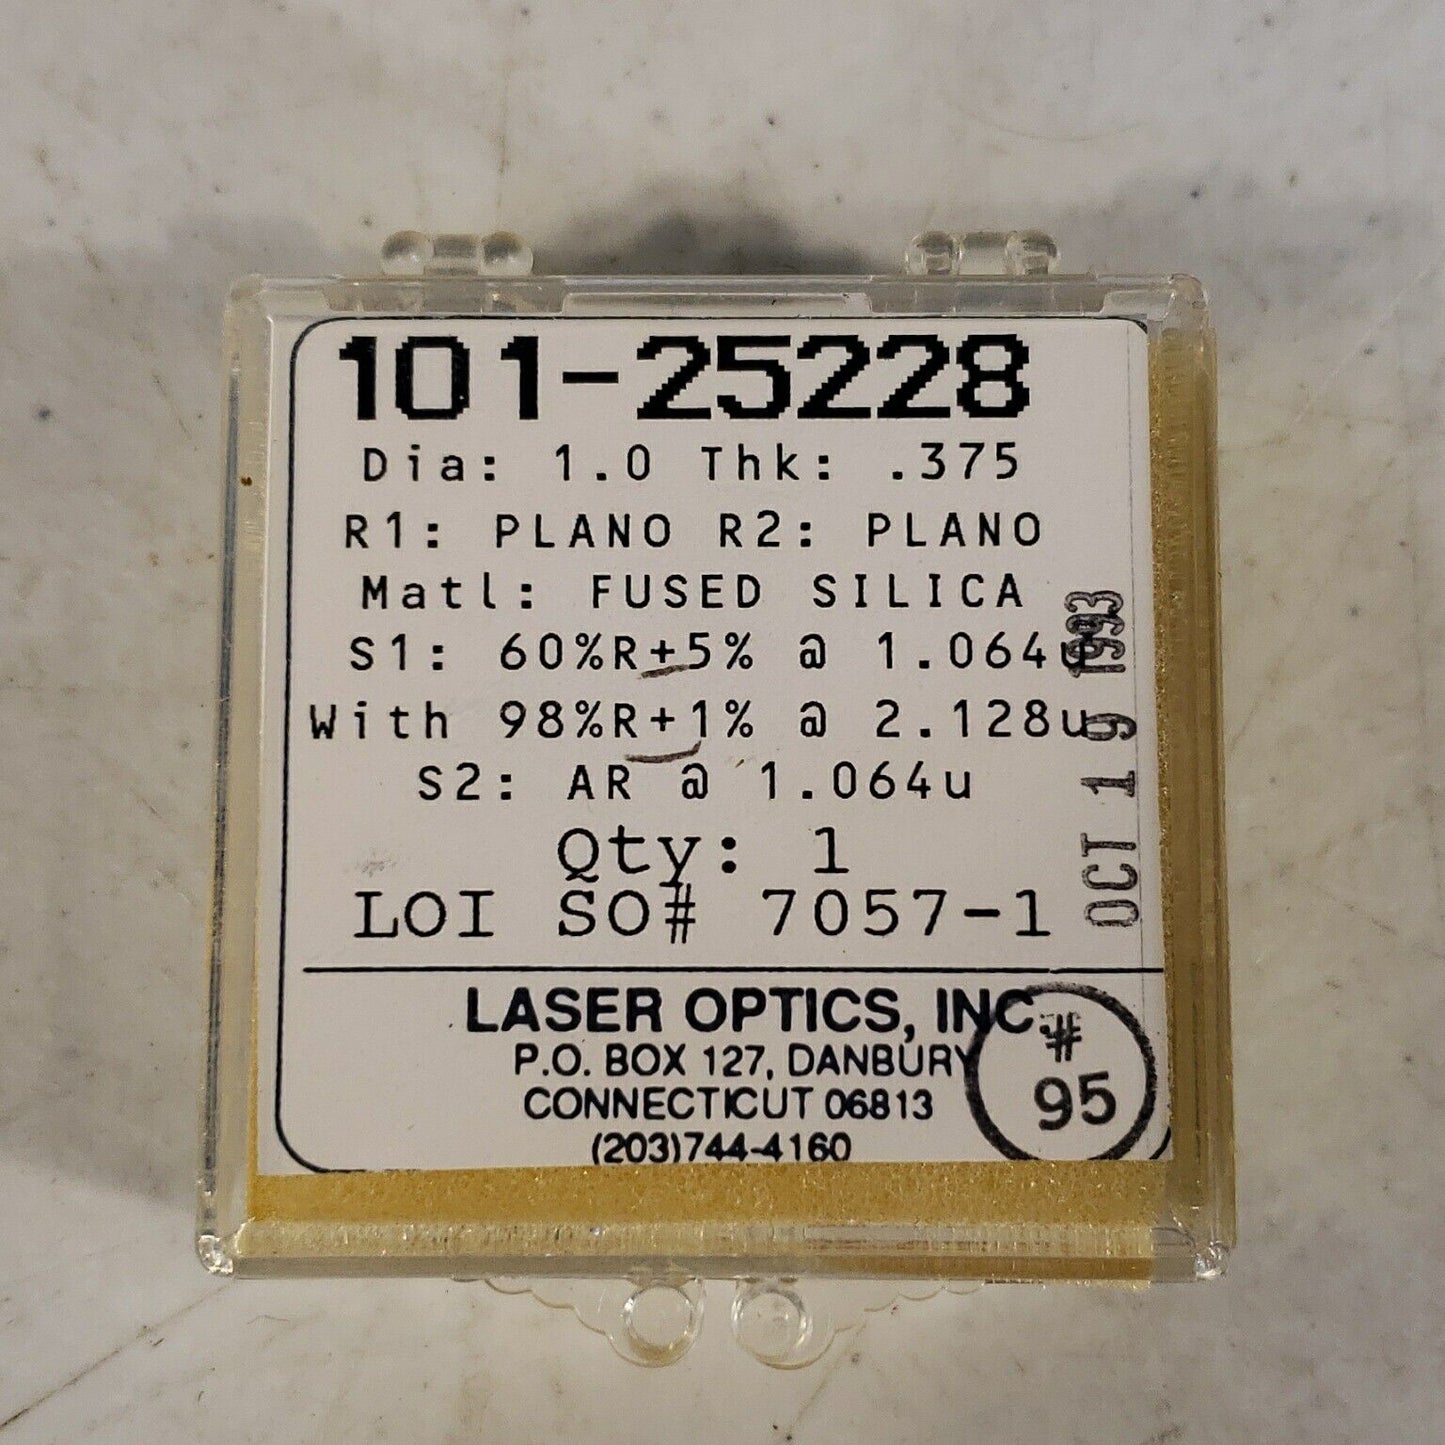 101-25228
Dia: 1.0 Thk: .375
R1: PLANO R2: PLANO
Matl: FUSED SILICA
S1: 60%R±5% @ 1.064u
With 98%R±1% @ 2.128u
S2: AR @ 1.064u
Qty: 1
LOI SO# 7057-1
OCT 19 1993
LASER OPTICS, INC.
P.O. BOX 127, DANBURY
CONNECTICUT 06813
(203)744-4160
#
95